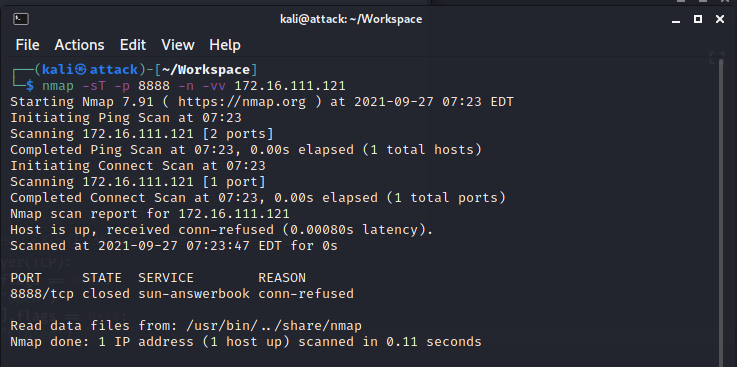 kali@attack: ~/Workspace
File Actions Edit View Help
(kali㉿attack)-[~/Workspace]
$ nmap -sT -p 8888 -n -vv 172.16.111.121
Starting Nmap 7.91 ( https://nmap.org ) at 2021-09-27 07:23 EDT
Initiating Ping Scan at 07:23
Scanning 172.16.111.121 [2 ports]
Completed Ping Scan at 07:23, 0.00s elapsed (1 total hosts)
Initiating Connect Scan at 07:23
Scanning 172.16.111.121 [1 port]
Completed Connect Scan at 07:23, 0.00s elapsed (1 total ports)
Nmap scan report for 172.16.111.121
Host is up, received conn-refused (0.00080s latency).
Scanned at 2021-09-27 07:23:47 EDT for 0s
PORT STATE SERVICE REASON
8888/tcp closed sun-answerbook conn-refused
Read data files from: /usr/bin/../share/nmap
Nmap done: 1 IP address (1 host up) scanned in 0.11 seconds